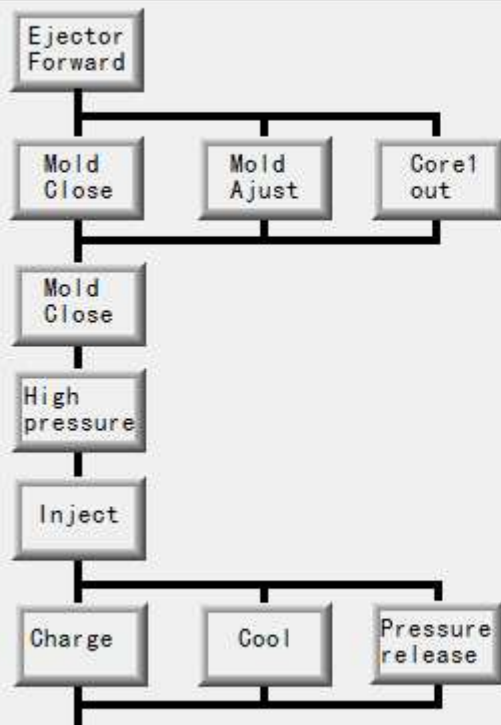 Ejector
Forward
Mold
Close
Mold
Ajust
Core1
out
Mold
Close
High
pressure
Inject
Charge
Cool
Pressure
release